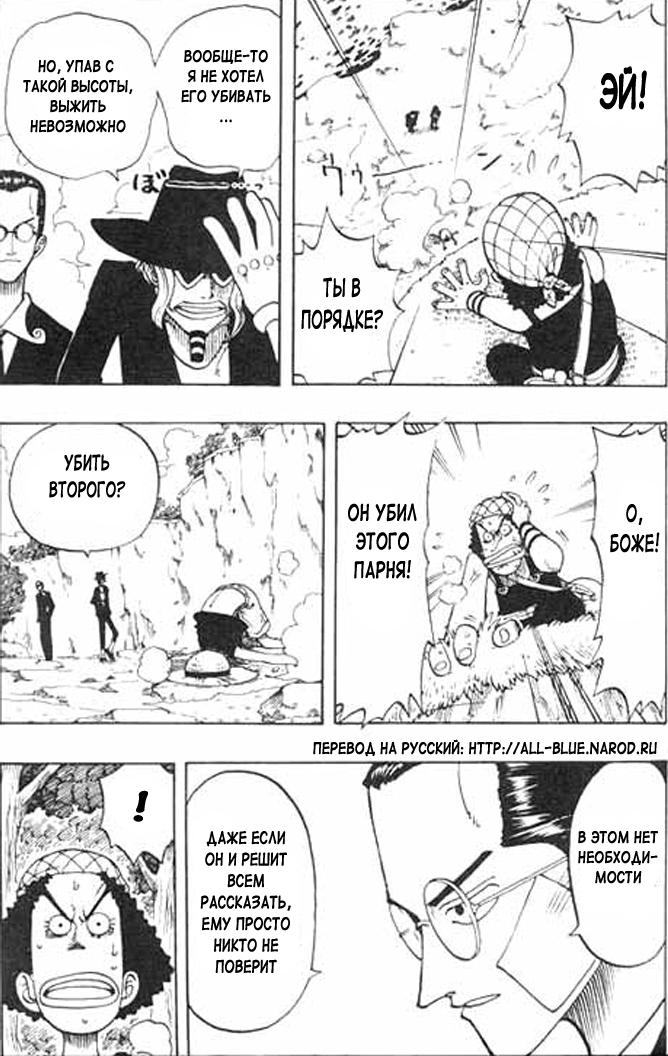 ЭЙ!
ТЫ В
ПОРЯДКЕ?
ВООБЩЕ-ТО
Я НЕ ХОТЕЛ
ЕГО УБИВАТЬ
...
НО, УПАВ С
ТАКОЙ ВЫСОТЫ,
ВЫЖИТЬ
НЕВОЗМОЖНО
О,
БОЖЕ!
ОН УБИЛ
ЭТОГО
ПАРНЯ!
УБИТЬ
ВТОРОГО?
ПЕРЕВОД НА РУССКИЙ: HTTP://ALL-BLUE.NAROD.RU
В ЭТОМ НЕТ
НЕОБХОДИ-
МОСТИ
ДАЖЕ ЕСЛИ
ОН И РЕШИТ
ВСЕМ
РАССКАЗАТЬ,
ЕМУ ПРОСТО
НИКТО НЕ
ПОВЕРИТ
!